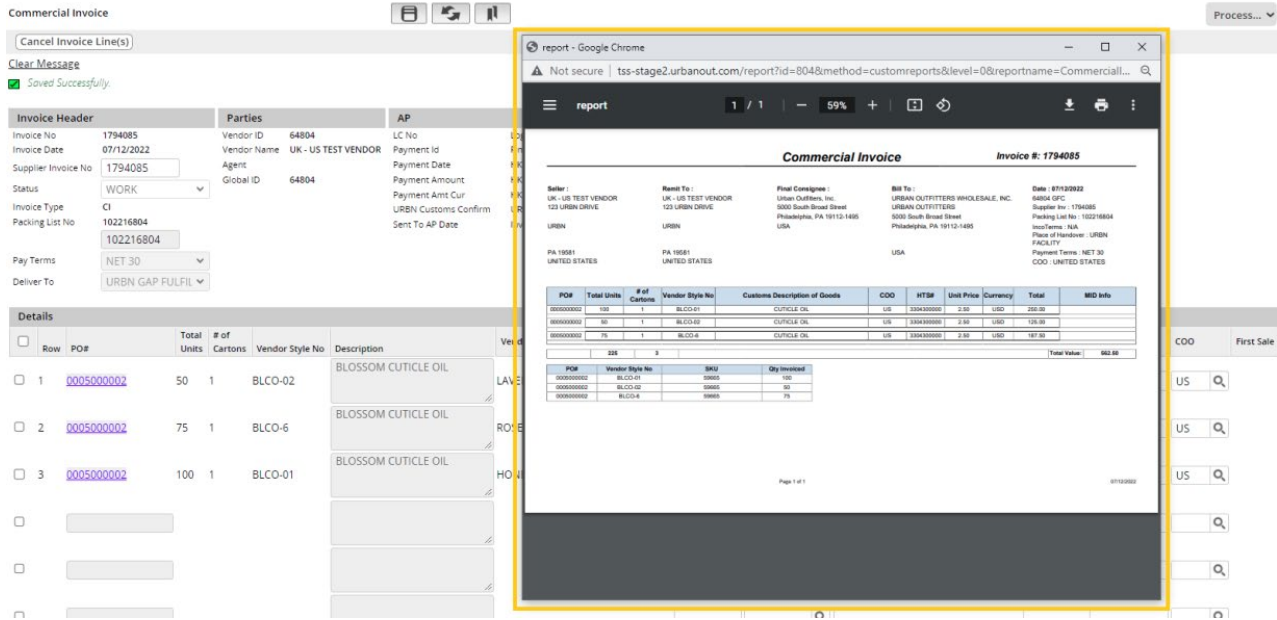 Commercial Invoice
Process...
Cancel Invoice Line(s)
Clear Message
Saved Successfully.
Invoice Header
Invoice No 1794085
Invoice Date 07/12/2022
Supplier Invoice No 1794085
Status WORK
Invoice Type CI
Packing List No 102216804
102216804
Pay Terms NET 30
Deliver To URBN GAP FULFIL
Parties
Vendor ID 64804
Vendor Name UK - US TEST VENDOR
Agent
Global ID 64804
AP
LC No
Payment Id
Payment Date
Payment Amount
Payment Amt Cur
URBN Customs Confirm
Sent To AP Date
Details
Row PO# Total Units # of Cartons Vendor Style No Description COO First Sale
1 0005000002 50 1 BLCO-02 BLOSSOM CUTICLE OIL US
2 0005000002 75 1 BLCO-6 BLOSSOM CUTICLE OIL US
3 0005000002 100 1 BLCO-01 BLOSSOM CUTICLE OIL US
report - Google Chrome
Not secure | tss-stage2.urbanout.com/report?id=804&method=customreports&level=0&reportname=Commerciall...
report 1 / 1 59%
Commercial Invoice Invoice #: 1794085
Seller :
UK - US TEST VENDOR
123 URBN DRIVE
URBN
PA 19581
UNITED STATES
Remit To :
UK - US TEST VENDOR
123 URBN DRIVE
URBN
PA 19581
UNITED STATES
Final Consignee :
Urban Outfitters, Inc.
5000 South Broad Street
Philadelphia, PA 19112-1495
USA
Bill To :
URBAN OUTFITTERS WHOLESALE, INC.
URBAN OUTFITTERS
5000 South Broad Street
Philadelphia, PA 19112-1495
USA
Date : 07/12/2022
64804 GFC
Supplier Inv : 1794085
Packing List No : 102216804
IncoTerms : N/A
Place of Handover : URBN
FACILITY
Payment Terms : NET 30
COO : UNITED STATES
PO# Total Units # of Cartons Vendor Style No Customs Description of Goods COO HTS# Unit Price Currency Total MID Info
0005000002 100 1 BLCO-01 CUTICLE OIL US 3304300000 2.50 USD 250.00
0005000002 50 1 BLCO-02 CUTICLE OIL US 3304300000 2.50 USD 125.00
0005000002 75 1 BLCO-6 CUTICLE OIL US 3304300000 2.50 USD 187.50
225 3 Total Value: 562.50
PO# Vendor Style No SKU Qty Invoiced
0005000002 BLCO-01 59665 100
0005000002 BLCO-02 59665 50
0005000002 BLCO-6 59665 75
Page 1 of 1 07/12/2022